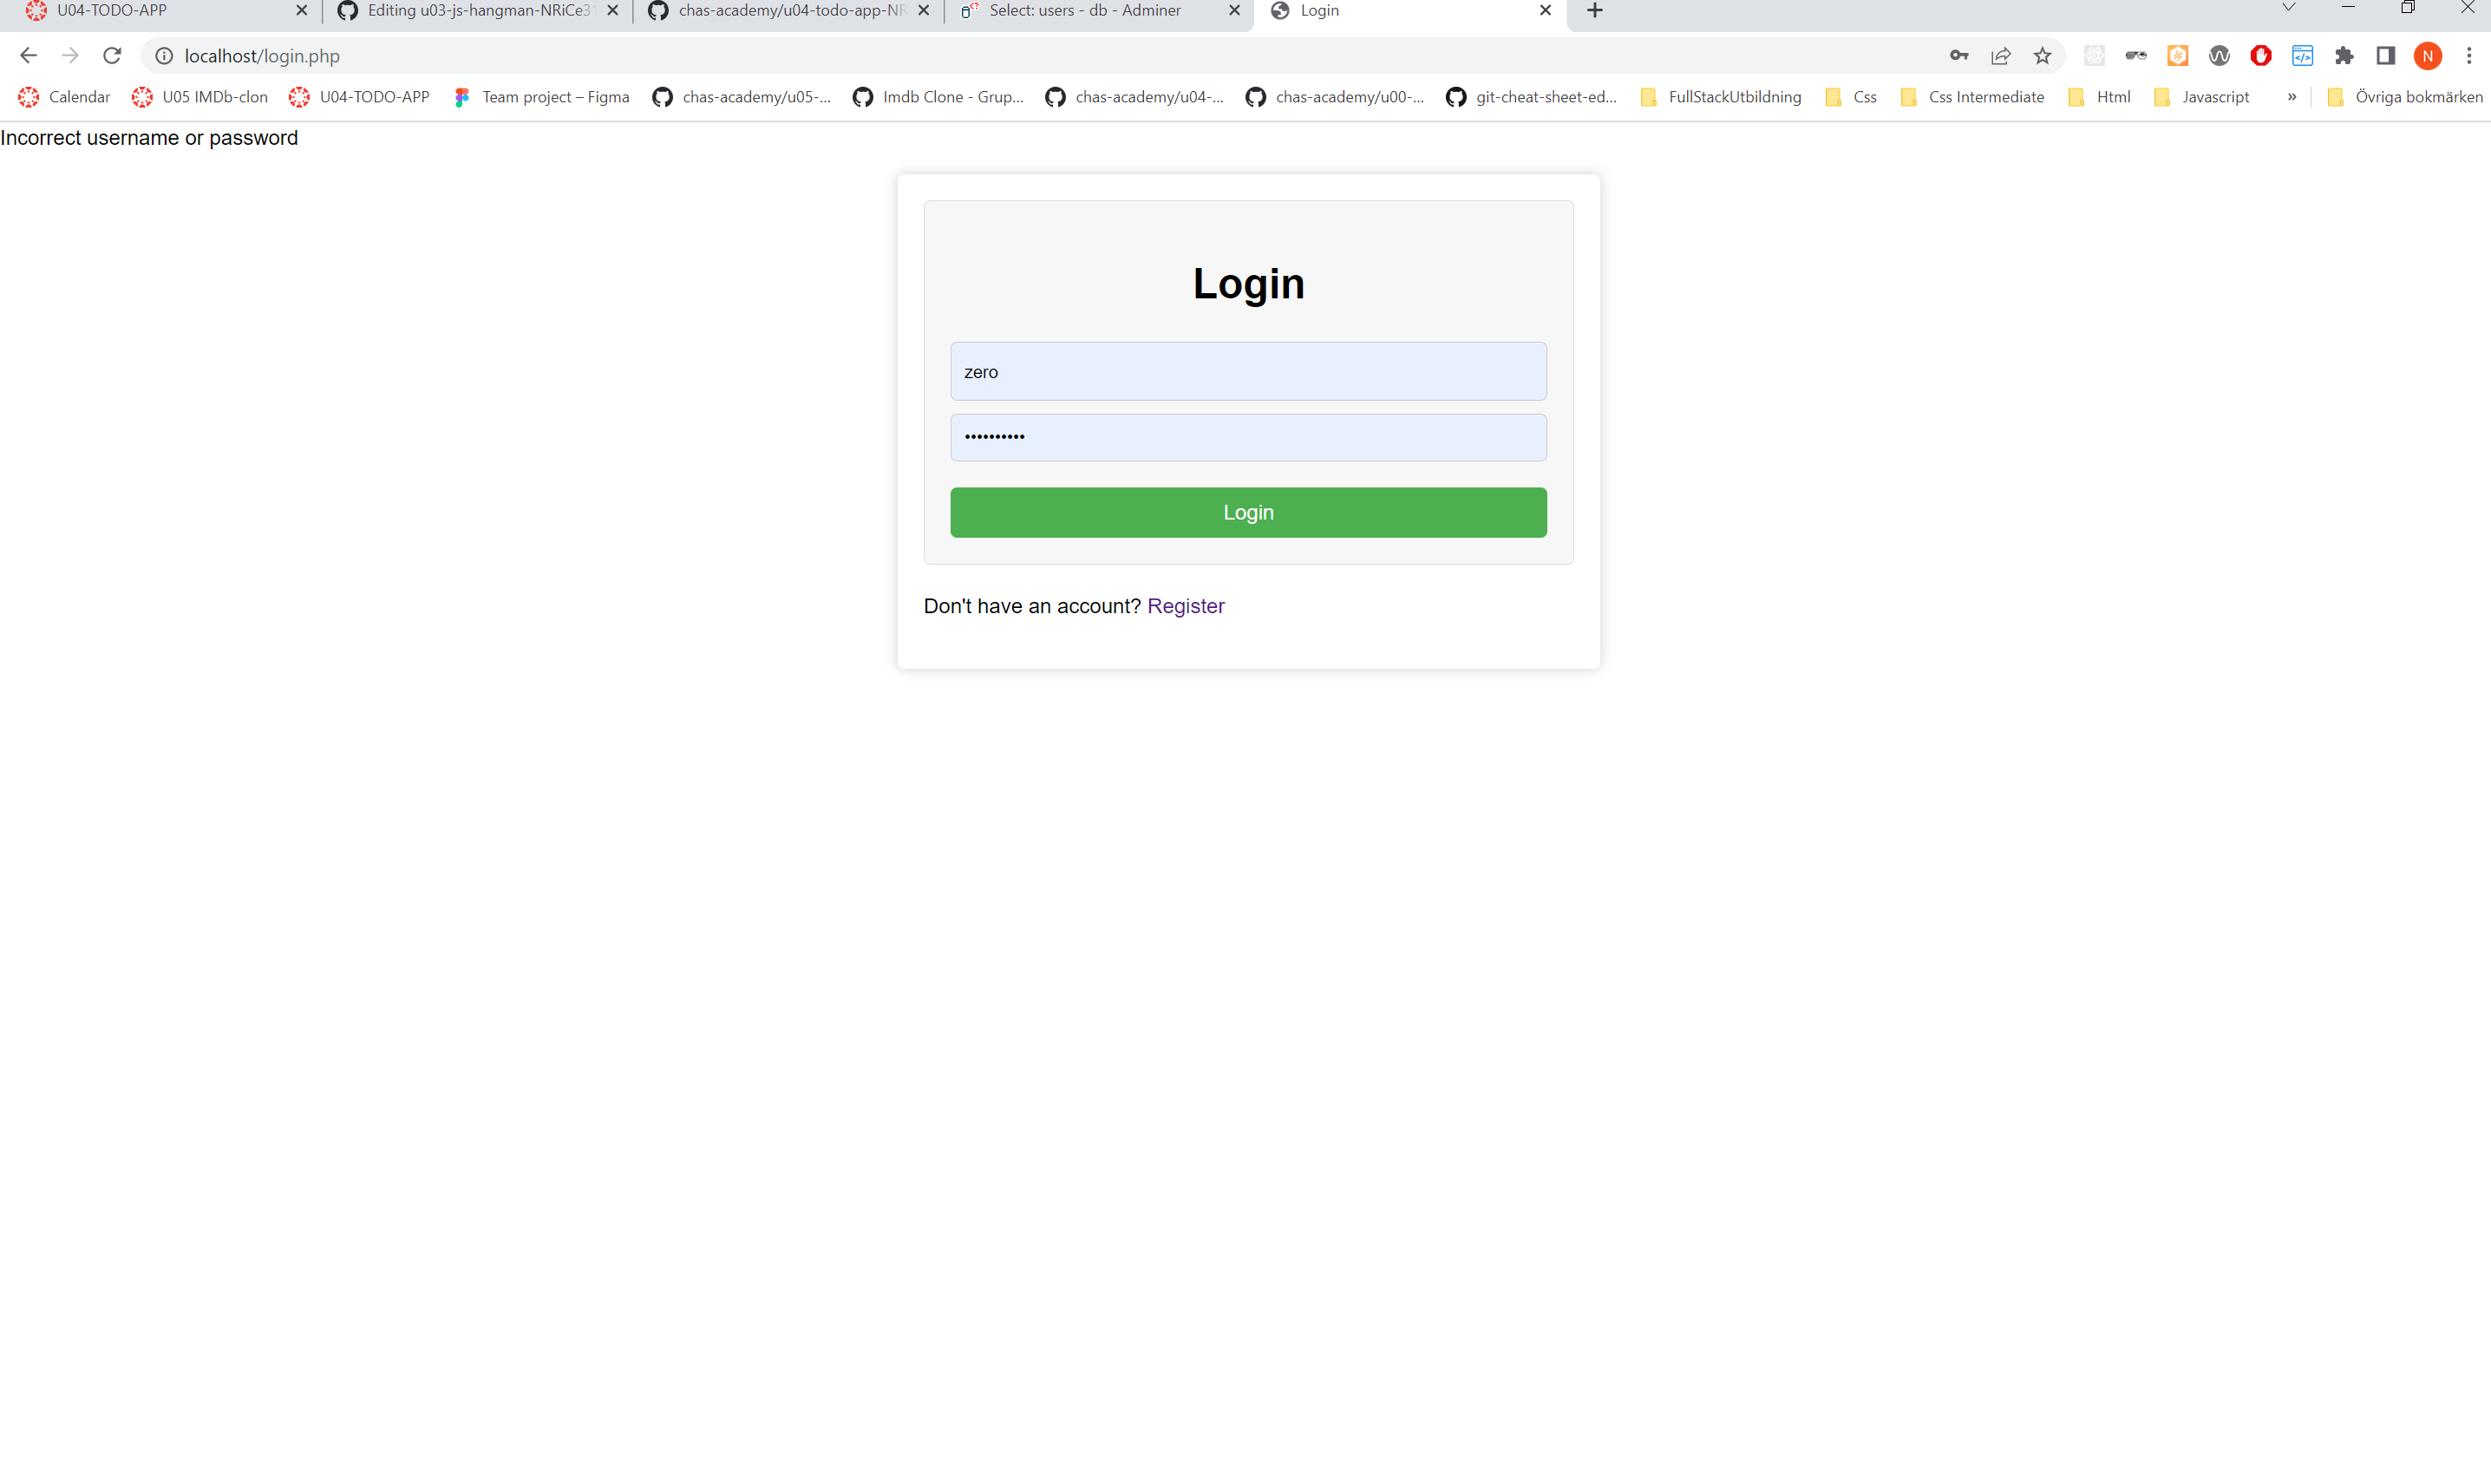 U04-TODO-APP
Editing u03-js-hangman-NRiCe31
chas-academy/u04-todo-app-NR
Select: users - db - Adminer
Login
localhost/login.php
N
Calendar
U05 IMDb-clon
U04-TODO-APP
Team project – Figma
chas-academy/u05-...
Imdb Clone - Grup...
chas-academy/u04-...
chas-academy/u00-...
git-cheat-sheet-ed...
FullStackUtbildning
Css
Css Intermediate
Html
Javascript
»
Övriga bokmärken
Incorrect username or password
Login
zero
••••••••••
Login
Don't have an account? Register